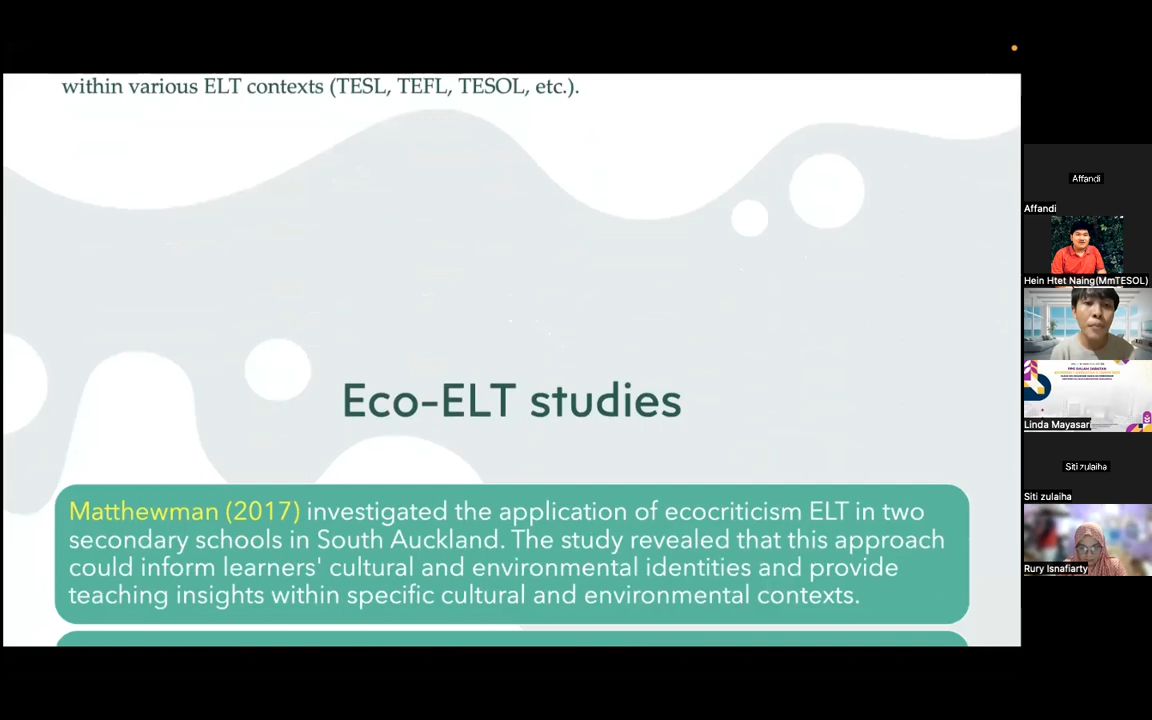 within various ELT contexts (TESL, TEFL, TESOL, etc.).
Eco-ELT studies
Matthewman (2017) investigated the application of ecocriticism ELT in two
secondary schools in South Auckland. The study revealed that this approach
could inform learners' cultural and environmental identities and provide
teaching insights within specific cultural and environmental contexts.
Affandi
Affandi
Hein Htet Naing(MmTESOL)
Linda Mayasari
Siti zulaiha
Siti zulaiha
Rury Isnafiarty